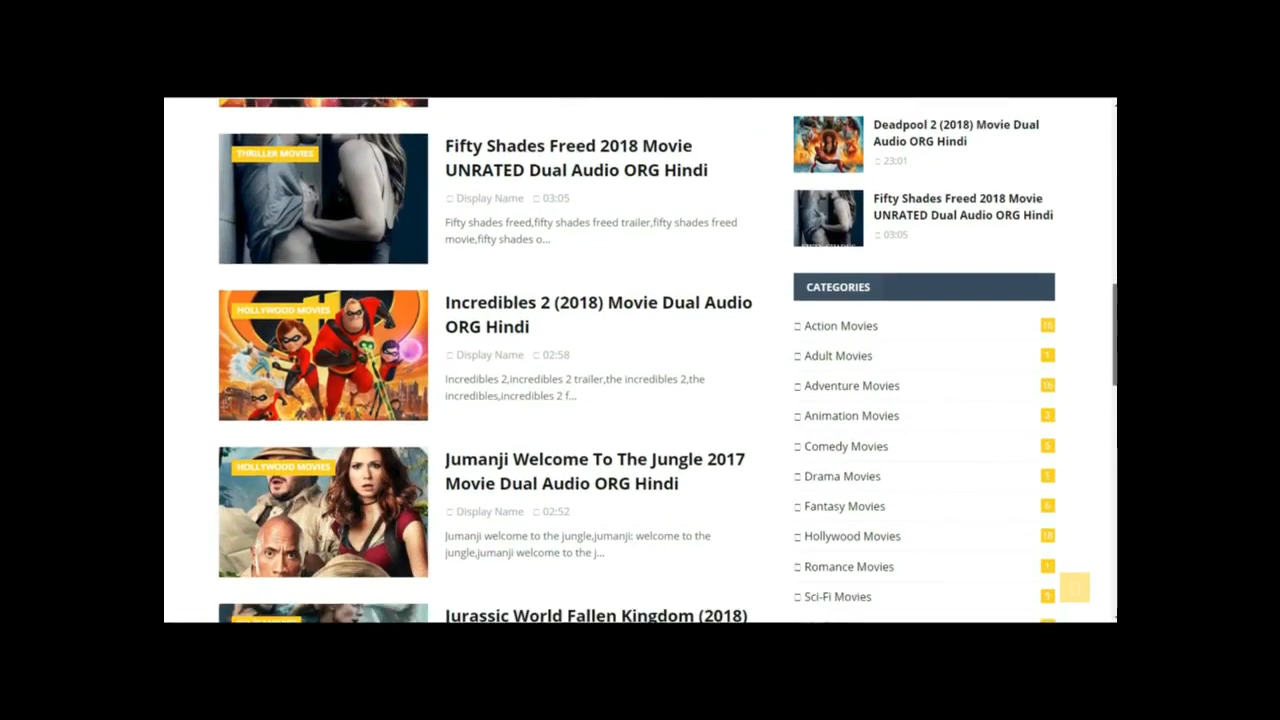 THRILLER MOVIES
Fifty Shades Freed 2018 Movie
UNRATED Dual Audio ORG Hindi
Display Name 03:05
Fifty shades freed,fifty shades freed trailer,fifty shades freed
movie,fifty shades o...
HOLLYWOOD MOVIES
Incredibles 2 (2018) Movie Dual Audio
ORG Hindi
Display Name 02:58
Incredibles 2,incredibles 2 trailer,the incredibles 2,the
incredibles,incredibles 2 f...
HOLLYWOOD MOVIES
Jumanji Welcome To The Jungle 2017
Movie Dual Audio ORG Hindi
Display Name 02:52
Jumanji welcome to the jungle,jumanji: welcome to the
jungle,jumanji welcome to the j...
Jurassic World Fallen Kingdom (2018)
Deadpool 2 (2018) Movie Dual
Audio ORG Hindi
23:01
Fifty Shades Freed 2018 Movie
UNRATED Dual Audio ORG Hindi
03:05
CATEGORIES
Action Movies
Adult Movies 1
Adventure Movies
Animation Movies
Comedy Movies
Drama Movies
Fantasy Movies
Hollywood Movies
Romance Movies 1
Sci-Fi Movies